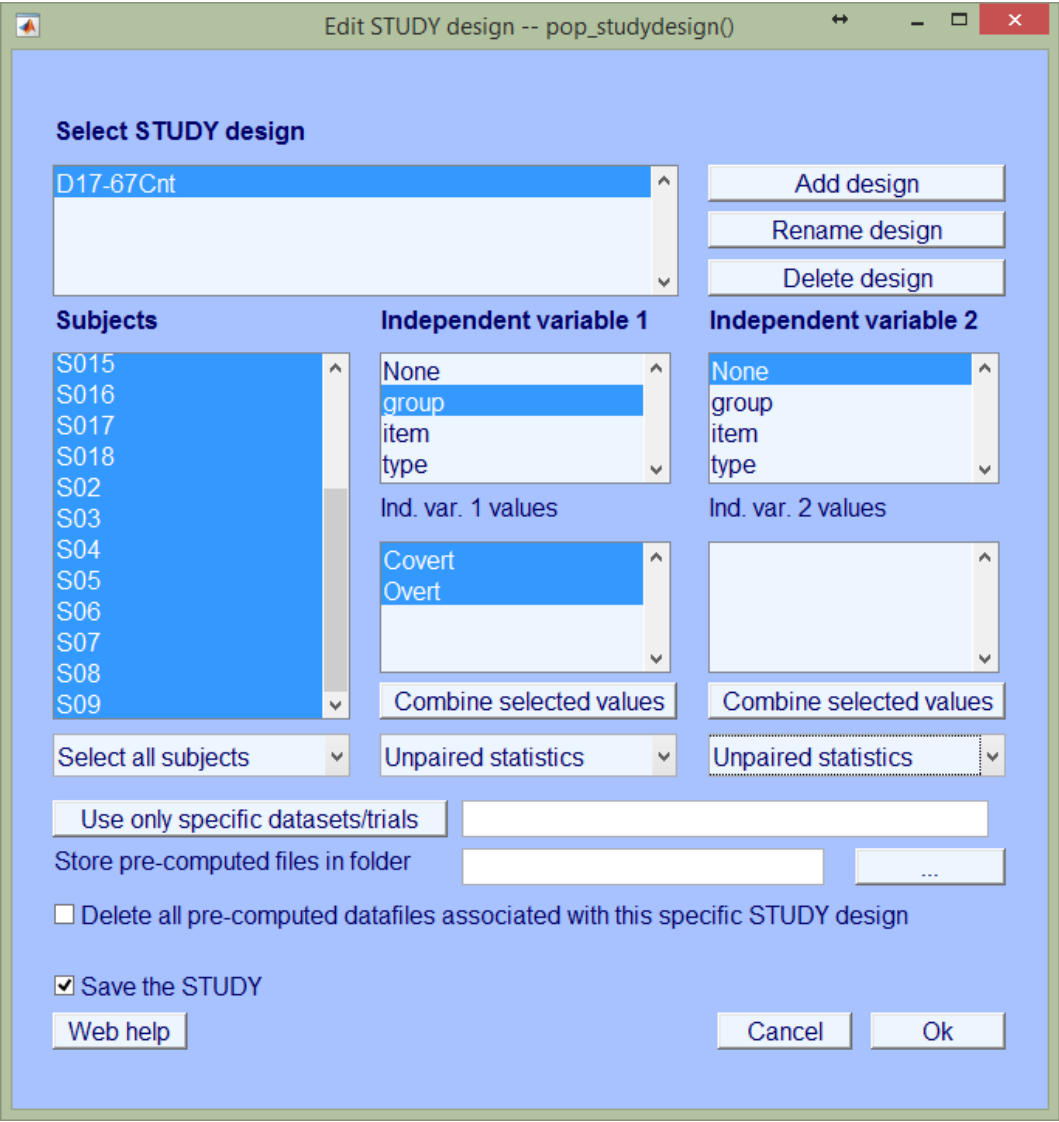 Edit STUDY design -- pop_studydesign()
Select STUDY design
D17-67Cnt
Add design
Rename design
Delete design
Subjects
Independent variable 1
Independent variable 2
S015
S016
S017
S018
S02
S03
S04
S05
S06
S07
S08
S09
None
group
item
type
Ind. var. 1 values
Covert
Overt
Combine selected values
None
group
item
type
Ind. var. 2 values
Combine selected values
Select all subjects
Unpaired statistics
Unpaired statistics
Use only specific datasets/trials
Store pre-computed files in folder
...
Delete all pre-computed datafiles associated with this specific STUDY design
Save the STUDY
Web help
Cancel
Ok